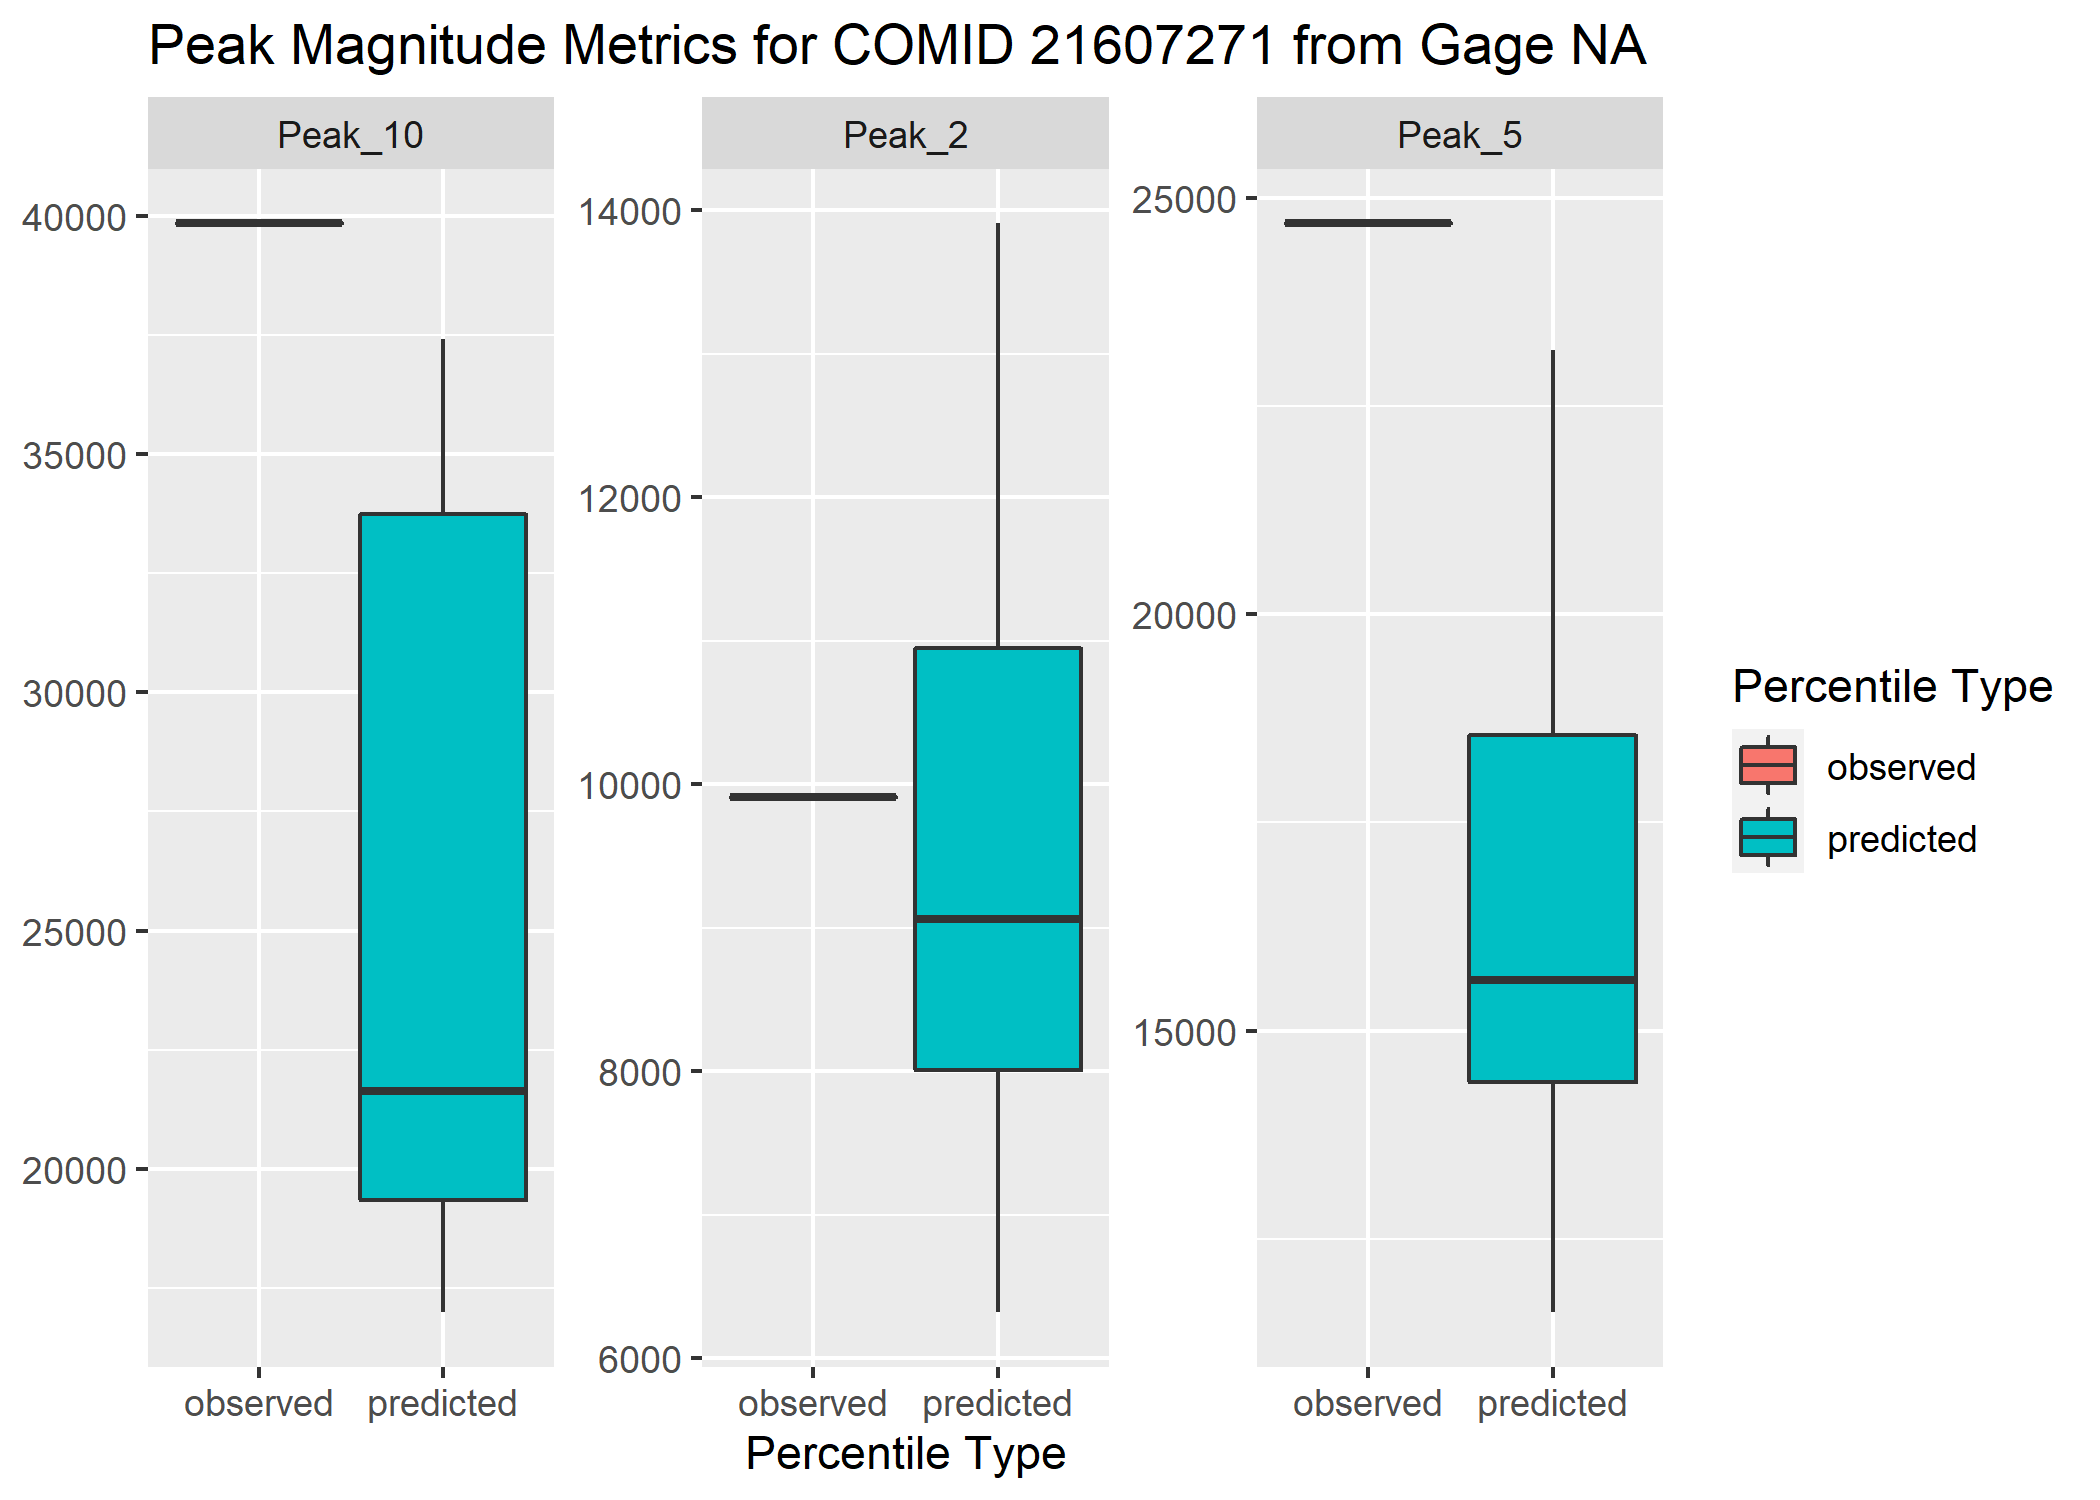 Peak Magnitude Metrics for COMID 21607271 from Gage NA
Peak_10
Peak_2
Peak_5
40000
35000
30000
25000
20000
14000
12000
10000
8000
6000
25000
20000
15000
observed
predicted
observed
predicted
observed
predicted
Percentile Type
Percentile Type
observed
predicted